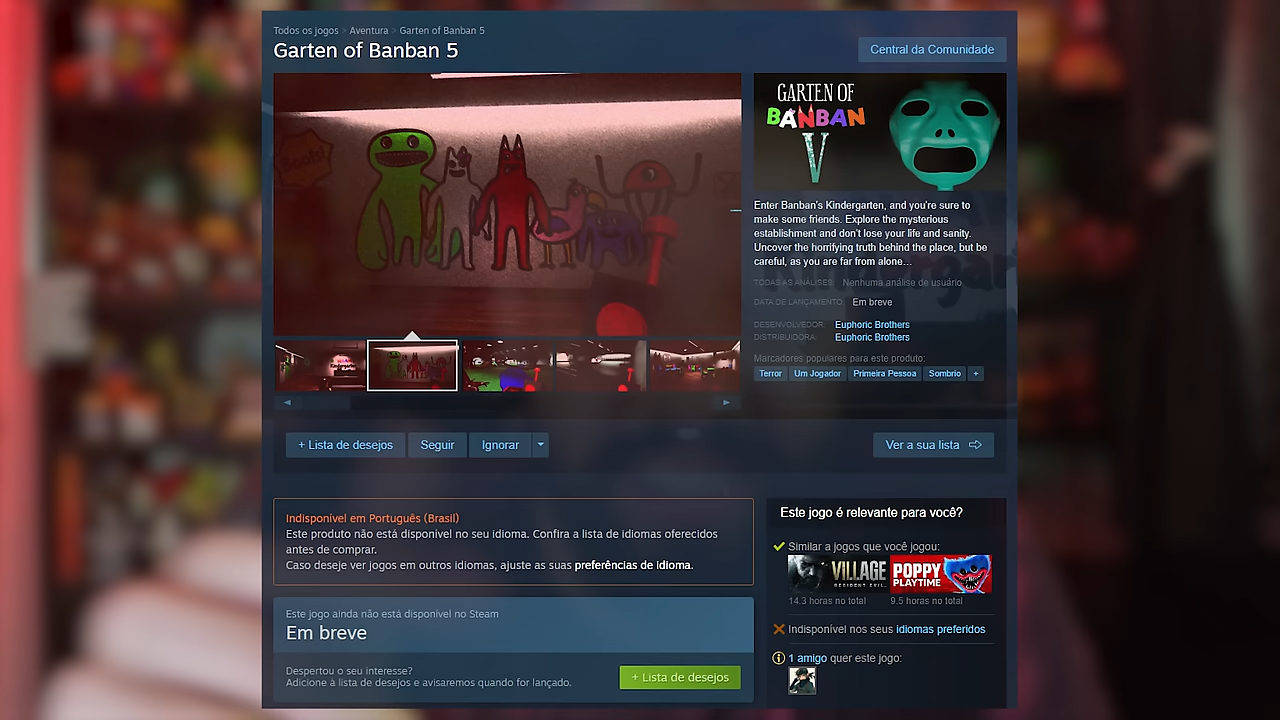 Todos os jogos > Aventura > Garten of Banban 5
Garten of Banban 5
Central da Comunidade
GARTEN OF
BANBAN
V
Enter Banban's Kindergarten, and you're sure to
make some friends. Explore the mysterious
establishment and don't lose your life and sanity.
Uncover the horrifying truth behind the place, but be
careful, as you are far from alone…
TODAS AS ANÁLISES: Nenhuma análise de usuário
DATA DE LANÇAMENTO: Em breve
DESENVOLVEDOR: Euphoric Brothers
DISTRIBUIDORA: Euphoric Brothers
Marcadores populares para este produto:
Terror Um Jogador Primeira Pessoa Sombrio +
+ Lista de desejos Seguir Ignorar
Ver a sua lista
Indisponível em Português (Brasil)
Este produto não está disponível no seu idioma. Confira a lista de idiomas oferecidos
antes de comprar.
Caso deseje ver jogos em outros idiomas, ajuste as suas preferências de idioma.
Este jogo ainda não está disponível no Steam
Em breve
Despertou o seu interesse?
Adicione à lista de desejos e avisaremos quando for lançado.
+ Lista de desejos
Este jogo é relevante para você?
Similar a jogos que você jogou:
VILLAGE
RESIDENT EVIL
POPPY
PLAYTIME
14.3 horas no total 9.5 horas no total
Indisponível nos seus idiomas preferidos
1 amigo quer este jogo: